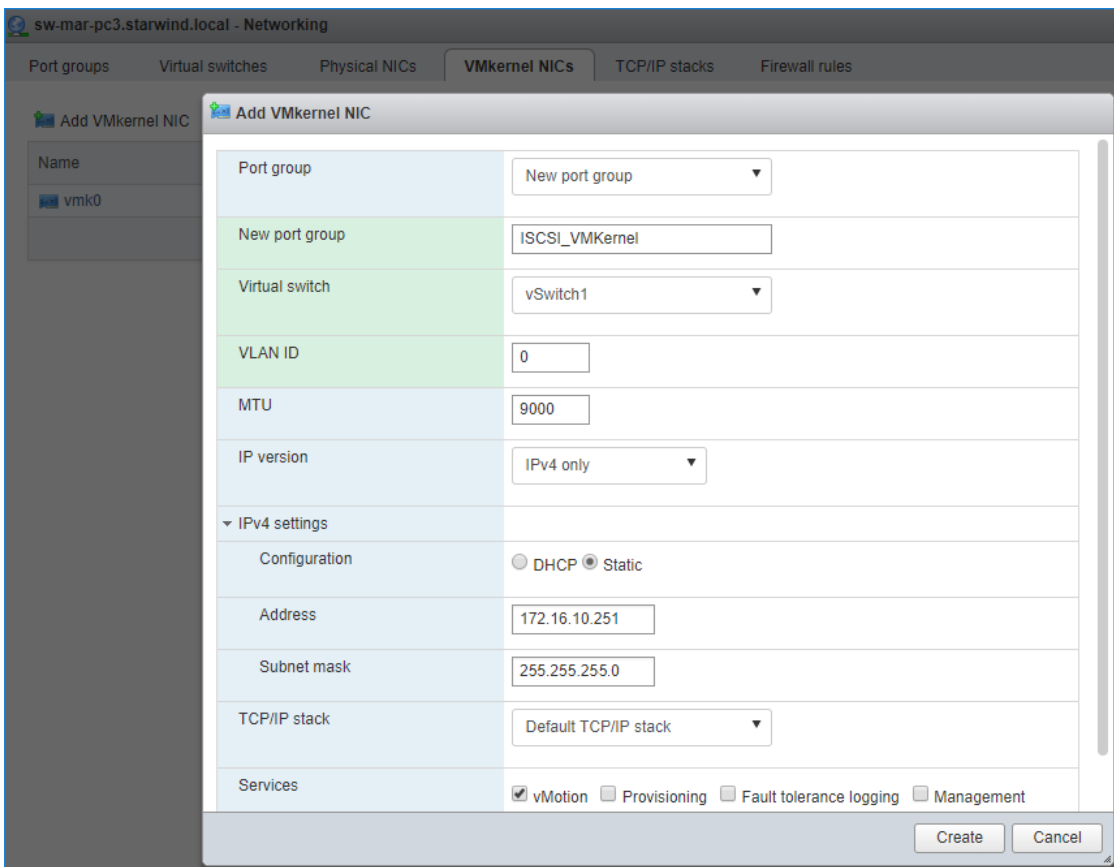 sw-mar-pc3.starwind.local - Networking
Port groups Virtual switches Physical NICs VMkernel NICs TCP/IP stacks Firewall rules
Add VMkernel NIC
Name
vmk0
Add VMkernel NIC
Port group New port group
New port group ISCSI_VMKernel
Virtual switch vSwitch1
VLAN ID 0
MTU 9000
IP version IPv4 only
IPv4 settings
Configuration DHCP Static
Address 172.16.10.251
Subnet mask 255.255.255.0
TCP/IP stack Default TCP/IP stack
Services vMotion Provisioning Fault tolerance logging Management
Create Cancel